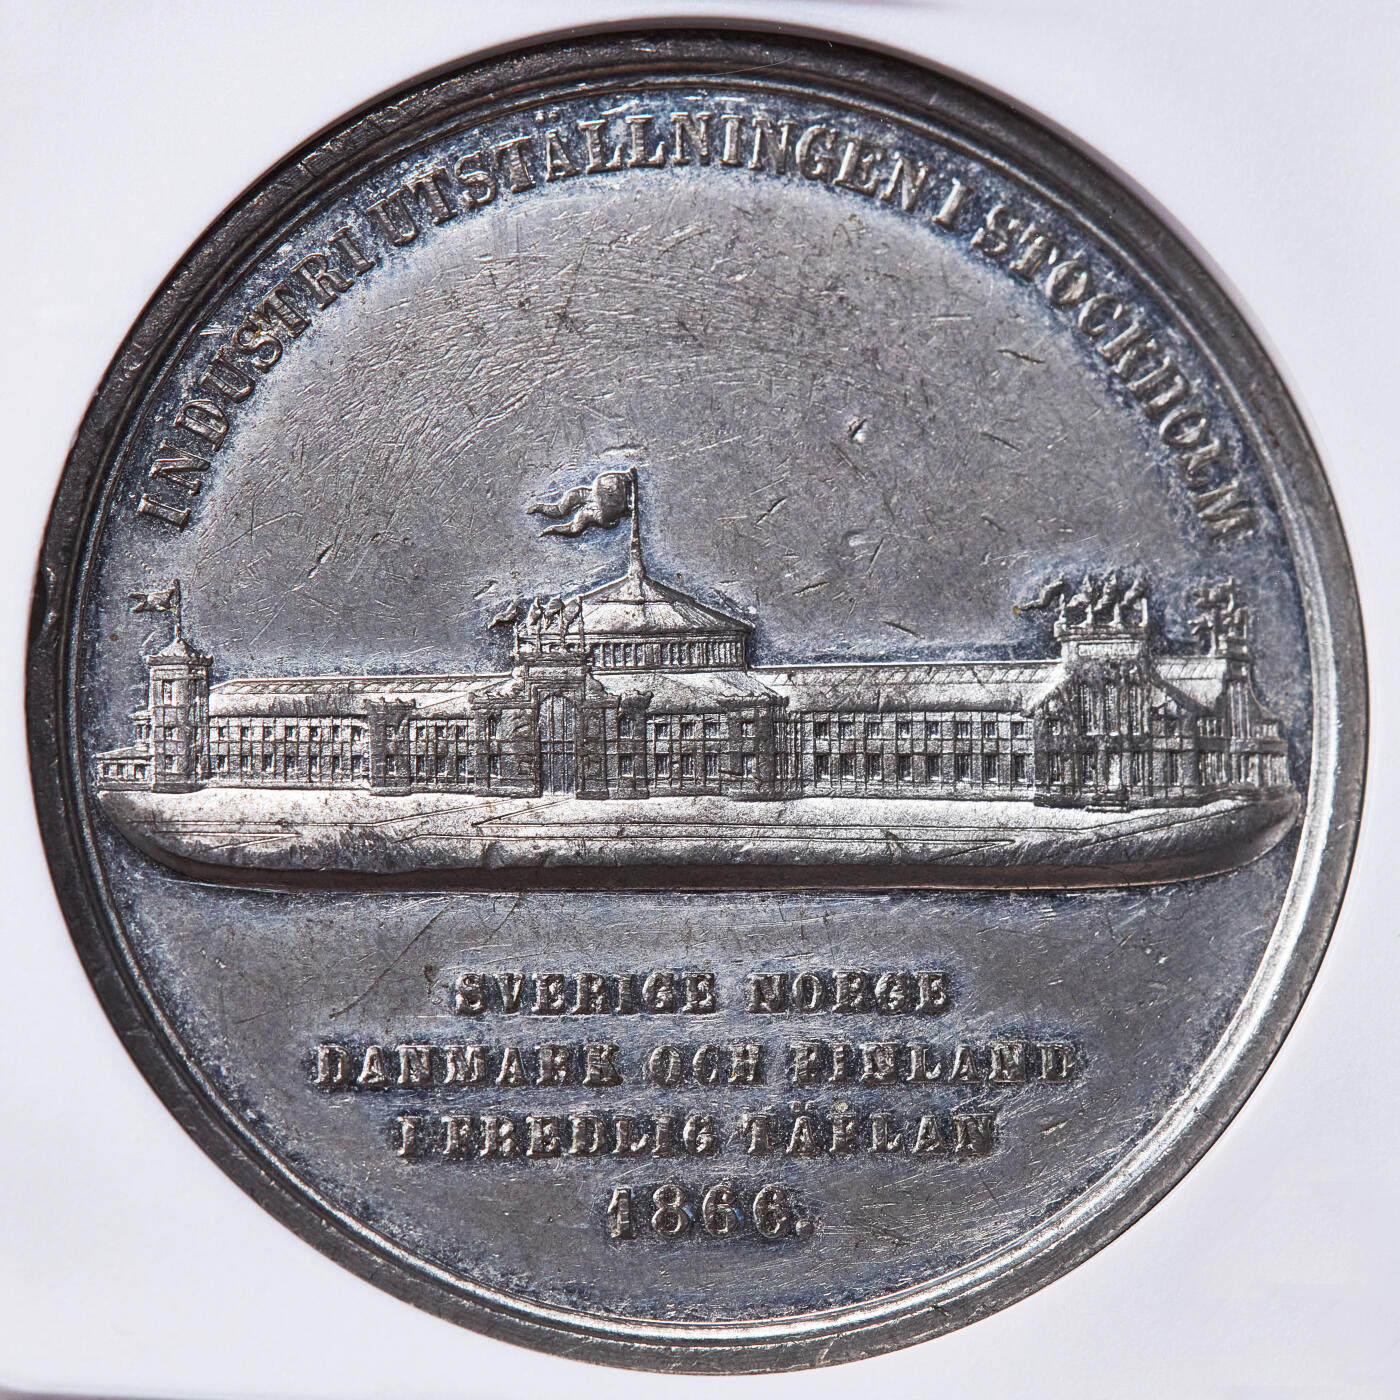 INDUSTRI UTSTÄLLNINGEN I STOCKHOLM
SVERIGE NORGE
DANMARK OCH FINLAND
I FREDLIG TÄFLAN
1866.